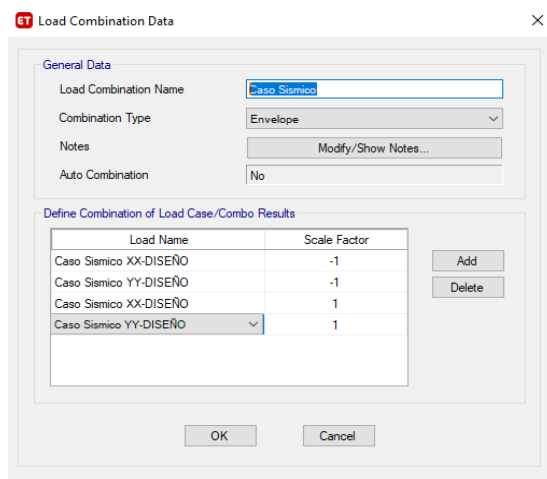 ET Load Combination Data
General Data
Load Combination Name Caso Sismico
Combination Type Envelope
Notes Modify/Show Notes...
Auto Combination No
Define Combination of Load Case/Combo Results
Load Name Scale Factor
Caso Sismico XX-DISEÑO -1 Add
Caso Sismico YY-DISEÑO -1 Delete
Caso Sismico XX-DISEÑO 1
Caso Sismico YY-DISEÑO 1
OK Cancel